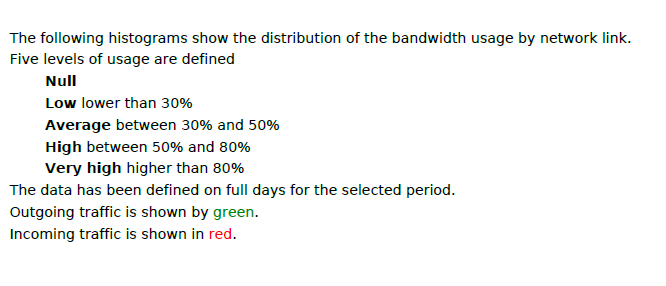 The following histograms show the distribution of the bandwidth usage by network link.
Five levels of usage are defined
Null
Low lower than 30%
Average between 30% and 50%
High between 50% and 80%
Very high higher than 80%
The data has been defined on full days for the selected period.
Outgoing traffic is shown by green.
Incoming traffic is shown in red.